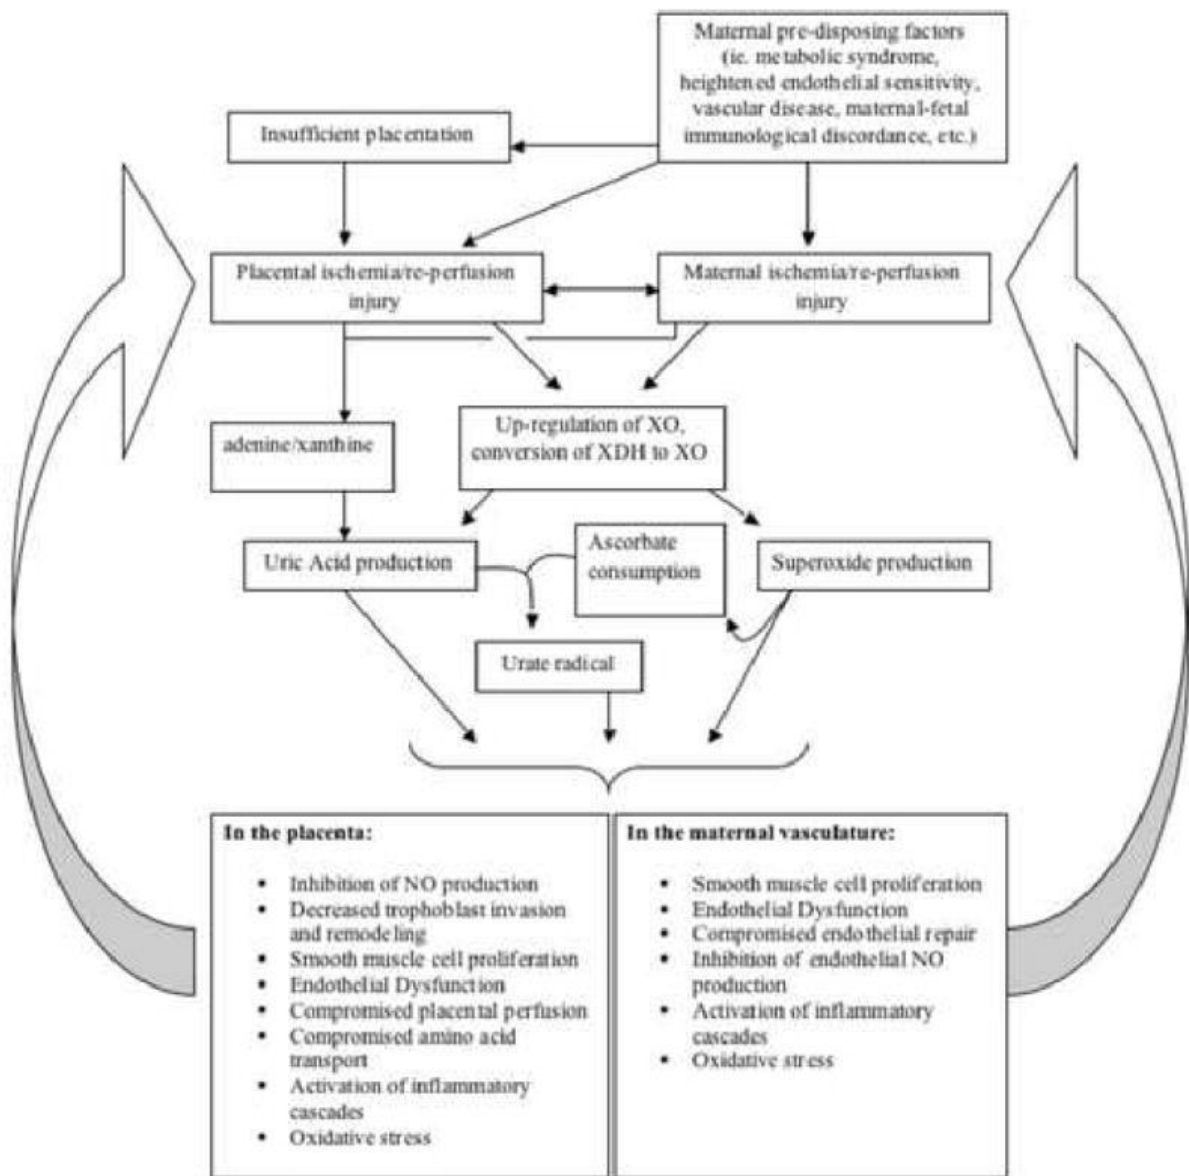 Maternal pre-disposing factors
(ie. metabolic syndrome,
heightened endothelial sensitivity,
vascular disease, maternal-fetal
immunological discordance, etc.)
Insufficient placentation
Placental ischemia/re-perfusion
injury
Maternal ischemia/re-perfusion
injury
adenine/xanthine
Up-regulation of XO,
conversion of XDH to XO
Uric Acid production
Ascorbate
consumption
Superoxide production
Urate radical
In the placenta:
• Inhibition of NO production
• Decreased trophoblast invasion
and remodeling
• Smooth muscle cell proliferation
• Endothelial Dysfunction
• Compromised placental perfusion
• Compromised amino acid
transport
• Activation of inflammatory
cascades
• Oxidative stress
In the maternal vasculature:
• Smooth muscle cell proliferation
• Endothelial Dysfunction
• Compromised endothelial repair
• Inhibition of endothelial NO
production
• Activation of inflammatory
cascades
• Oxidative stress